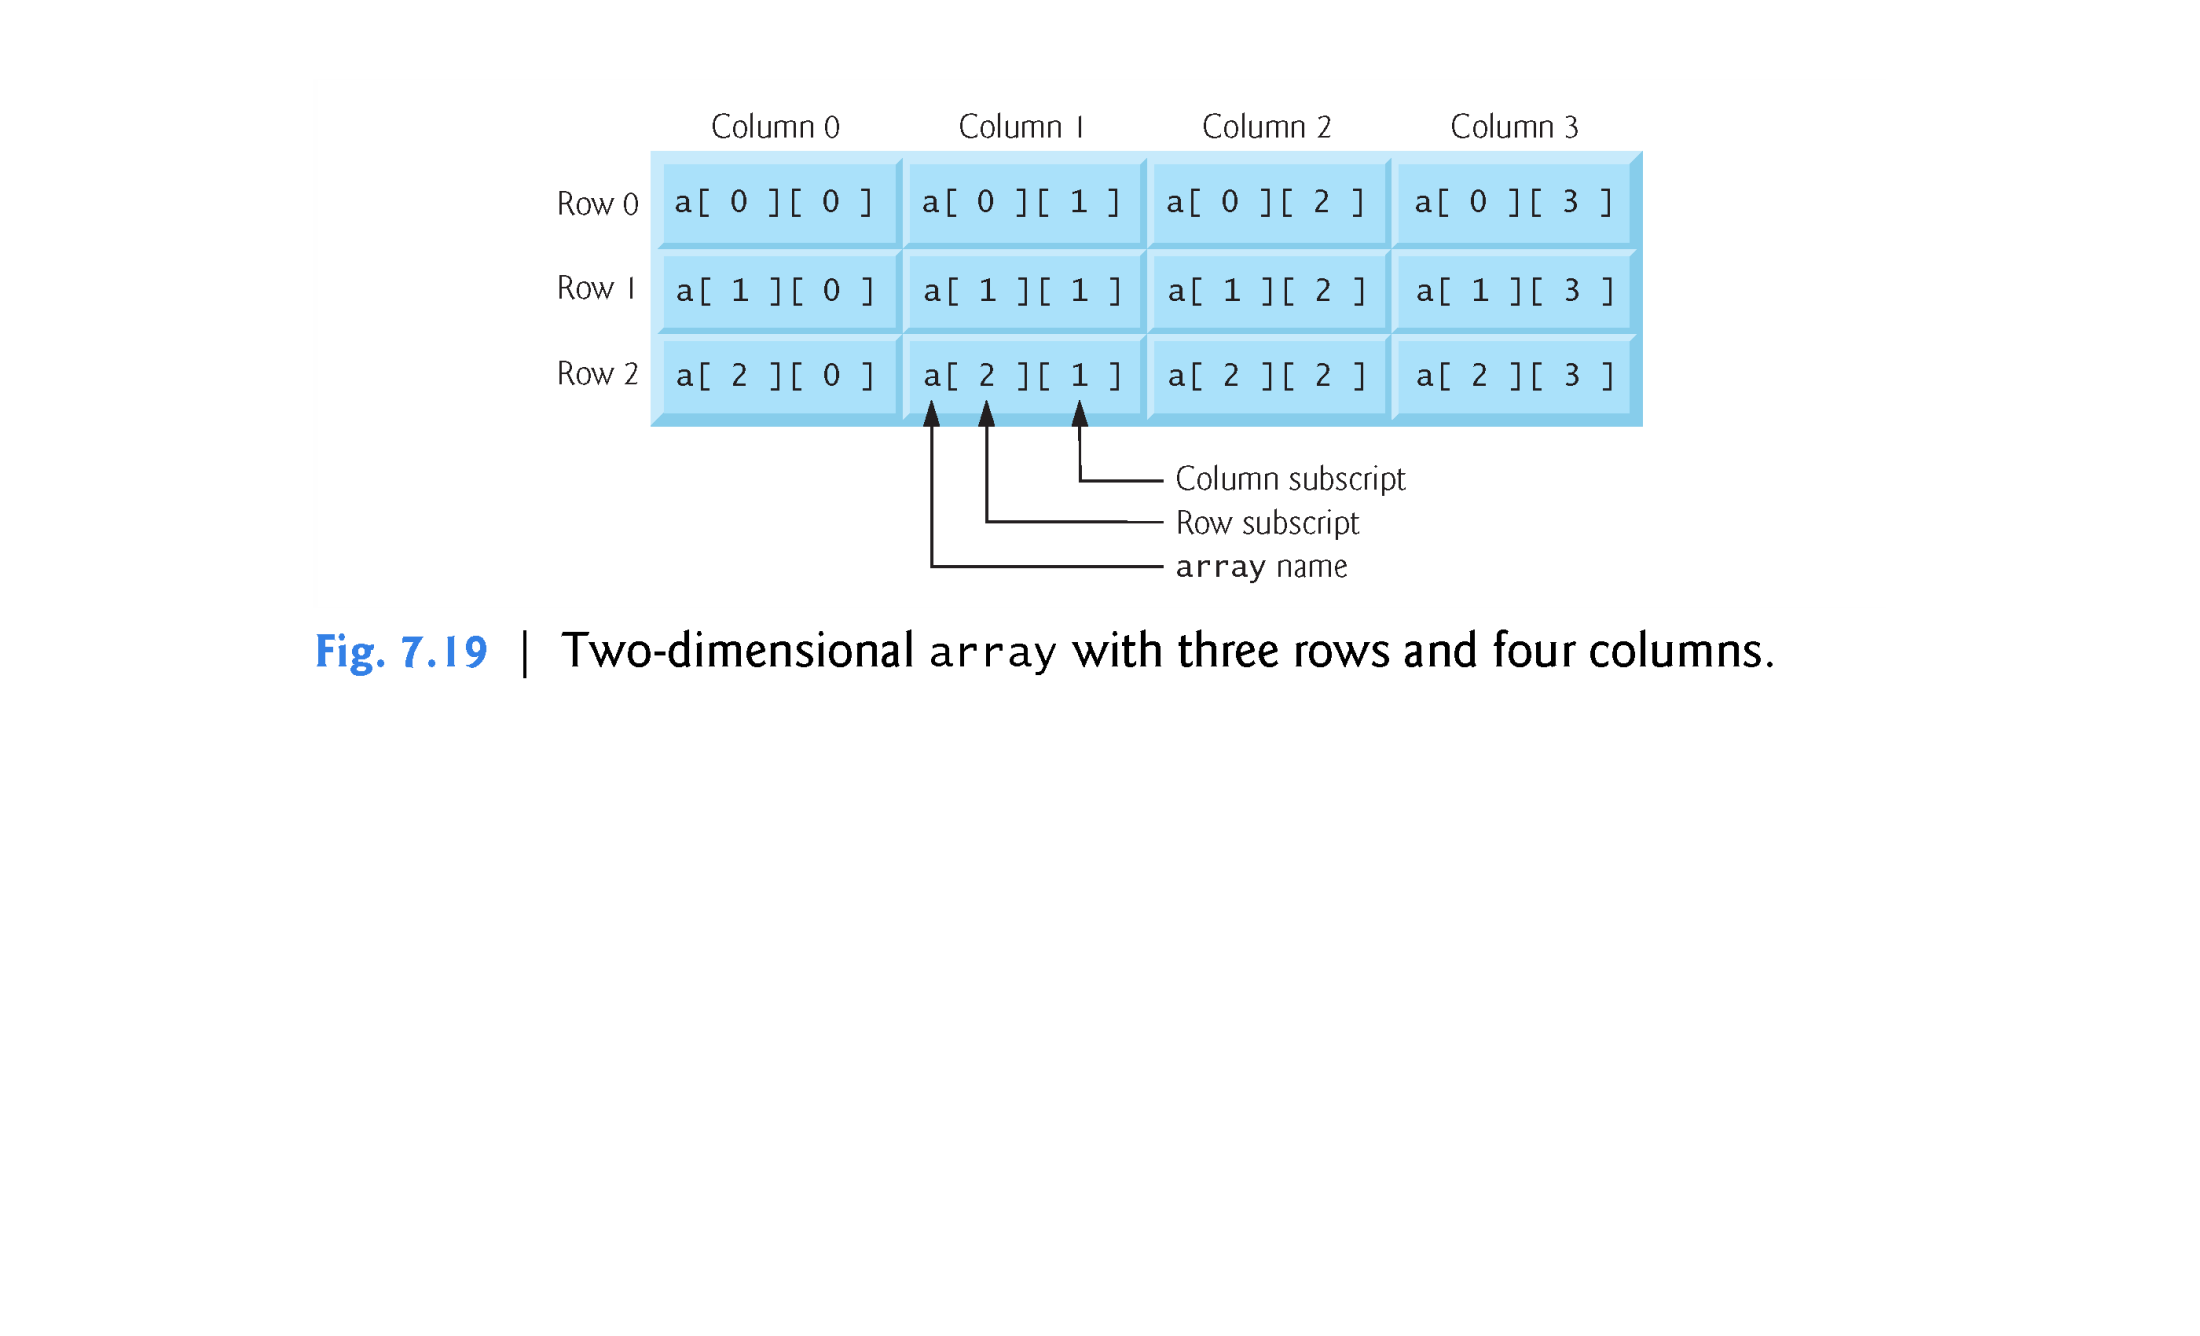 Column 0 Column 1 Column 2 Column 3
Row 0 a[ 0 ][ 0 ] a[ 0 ][ 1 ] a[ 0 ][ 2 ] a[ 0 ][ 3 ]
Row 1 a[ 1 ][ 0 ] a[ 1 ][ 1 ] a[ 1 ][ 2 ] a[ 1 ][ 3 ]
Row 2 a[ 2 ][ 0 ] a[ 2 ][ 1 ] a[ 2 ][ 2 ] a[ 2 ][ 3 ]
Column subscript
Row subscript
array name
Fig. 7.19 | Two-dimensional array with three rows and four columns.